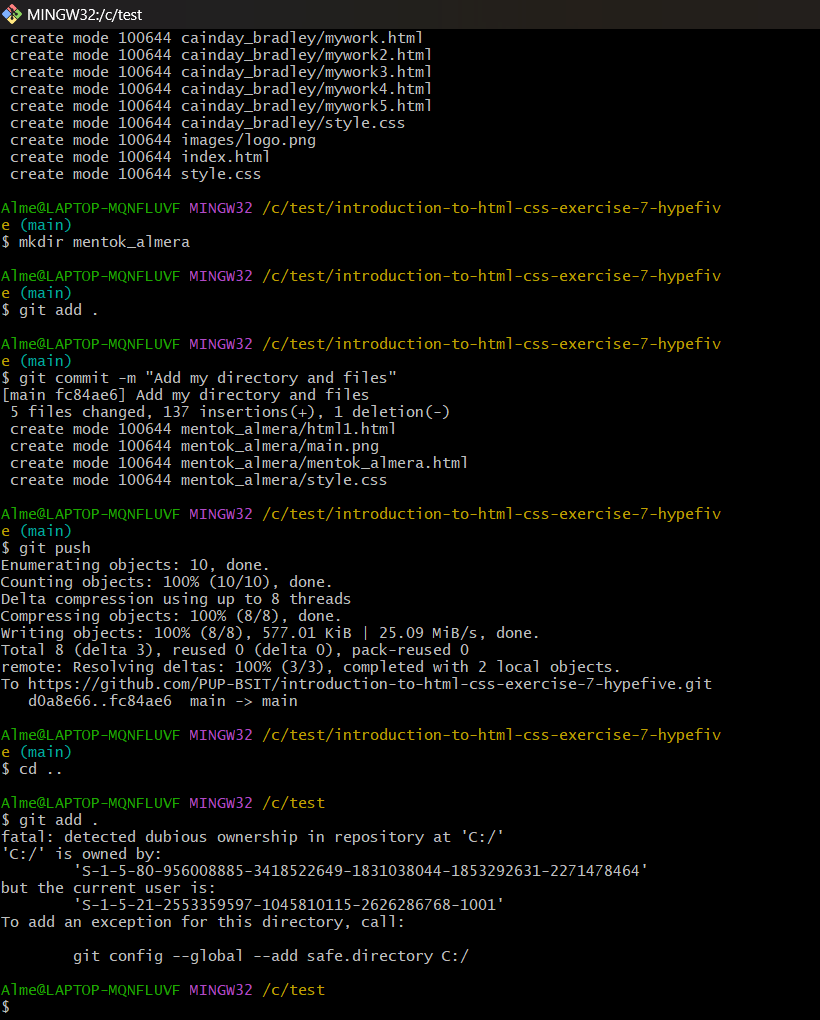 MINGW32:/c/test
create mode 100644 cainday_bradley/mywork.html
create mode 100644 cainday_bradley/mywork2.html
create mode 100644 cainday_bradley/mywork3.html
create mode 100644 cainday_bradley/mywork4.html
create mode 100644 cainday_bradley/mywork5.html
create mode 100644 cainday_bradley/style.css
create mode 100644 images/logo.png
create mode 100644 index.html
create mode 100644 style.css
Alme@LAPTOP-MQNFLUVF MINGW32 /c/test/introduction-to-html-css-exercise-7-hypefiv
e (main)
$ mkdir mentok_almera
Alme@LAPTOP-MQNFLUVF MINGW32 /c/test/introduction-to-html-css-exercise-7-hypefiv
e (main)
$ git add .
Alme@LAPTOP-MQNFLUVF MINGW32 /c/test/introduction-to-html-css-exercise-7-hypefiv
e (main)
$ git commit -m "Add my directory and files"
[main fc84ae6] Add my directory and files
5 files changed, 137 insertions(+), 1 deletion(-)
create mode 100644 mentok_almera/html1.html
create mode 100644 mentok_almera/main.png
create mode 100644 mentok_almera/mentok_almera.html
create mode 100644 mentok_almera/style.css
Alme@LAPTOP-MQNFLUVF MINGW32 /c/test/introduction-to-html-css-exercise-7-hypefiv
e (main)
$ git push
Enumerating objects: 10, done.
Counting objects: 100% (10/10), done.
Delta compression using up to 8 threads
Compressing objects: 100% (8/8), done.
Writing objects: 100% (8/8), 577.01 KiB | 25.09 MiB/s, done.
Total 8 (delta 3), reused 0 (delta 0), pack-reused 0
remote: Resolving deltas: 100% (3/3), completed with 2 local objects.
To https://github.com/PUP-BSIT/introduction-to-html-css-exercise-7-hypefive.git
d0a8e66..fc84ae6  main -> main
Alme@LAPTOP-MQNFLUVF MINGW32 /c/test/introduction-to-html-css-exercise-7-hypefiv
e (main)
$ cd ..
Alme@LAPTOP-MQNFLUVF MINGW32 /c/test
$ git add .
fatal: detected dubious ownership in repository at 'C:/'
'C:/' is owned by:
'S-1-5-80-956008885-3418522649-1831038044-1853292631-2271478464'
but the current user is:
'S-1-5-21-2553359597-1045810115-2626286768-1001'
To add an exception for this directory, call:
git config --global --add safe.directory C:/
Alme@LAPTOP-MQNFLUVF MINGW32 /c/test
$